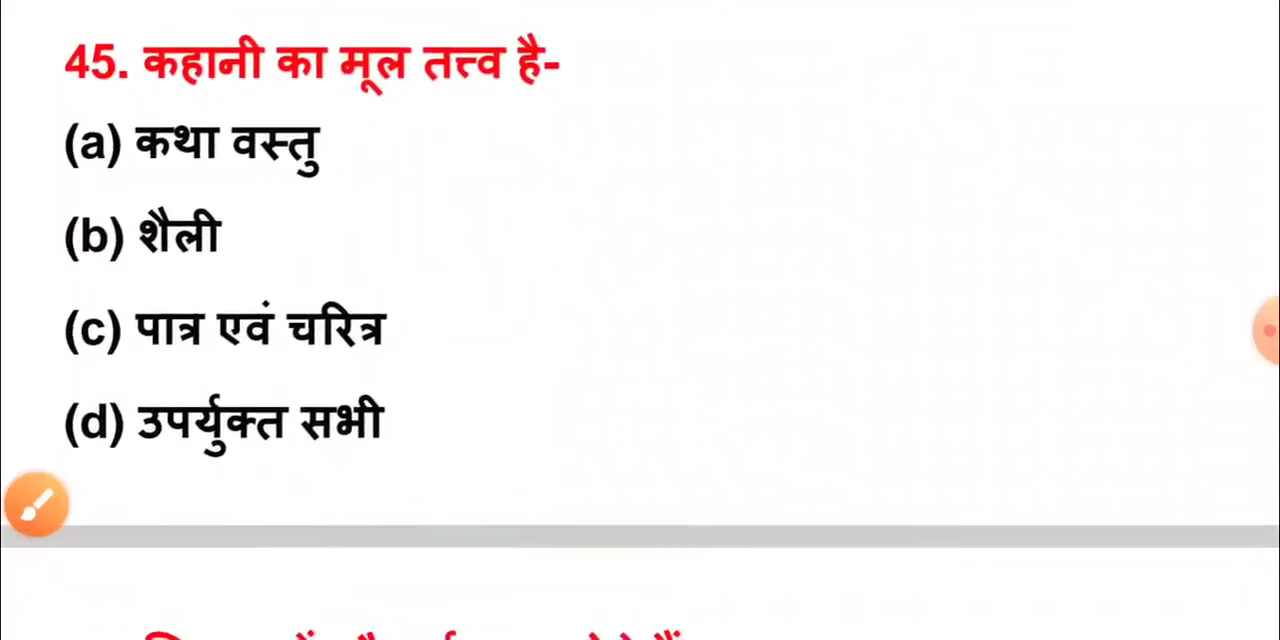 45. कहानी का मूल तत्त्व है-
(a) कथा वस्तु
(b) शैली
(c) पात्र एवं चरित्र
(d) उपर्युक्त सभी